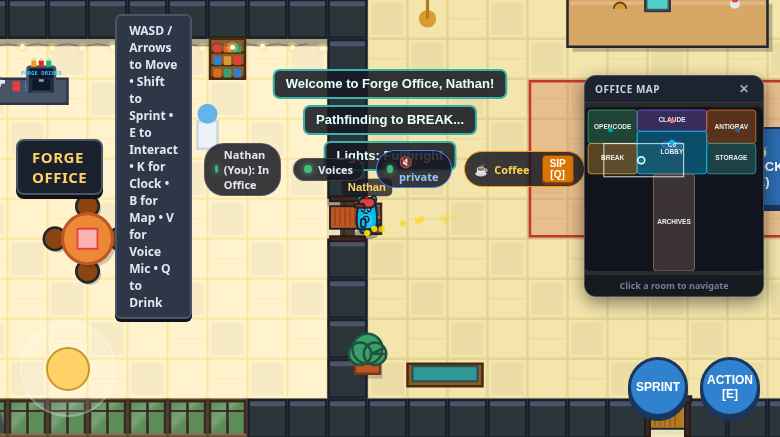 FORGE DRINKS
WASD /
Arrows
to Move
• Shift
to
Sprint •
E to
Interact
• K for
Clock •
B for
Map • V
for
Voice
Mic • Q
to
Drink
FORGE
OFFICE
Welcome to Forge Office, Nathan!
Pathfinding to BREAK...
Lights: Fullbright
Nathan
(You): In
Office
Voices
private
Coffee
SIP
[Q]
Nathan
OFFICE MAP
OPENCODE
CLAUDE
ANTIGRAV
BREAK
LOBBY
STORAGE
ARCHIVES
Click a room to navigate
SPRINT
ACTION
[E]